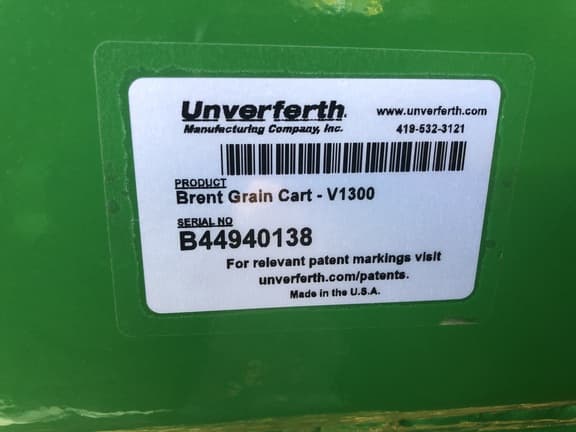 Unverferth www.unverferth.com
Manufacturing Company, Inc. 419-532-3121
PRODUCT
Brent Grain Cart - V1300
SERIAL NO
B44940138
For relevant patent markings visit
unverferth.com/patents.
Made in the U.S.A.